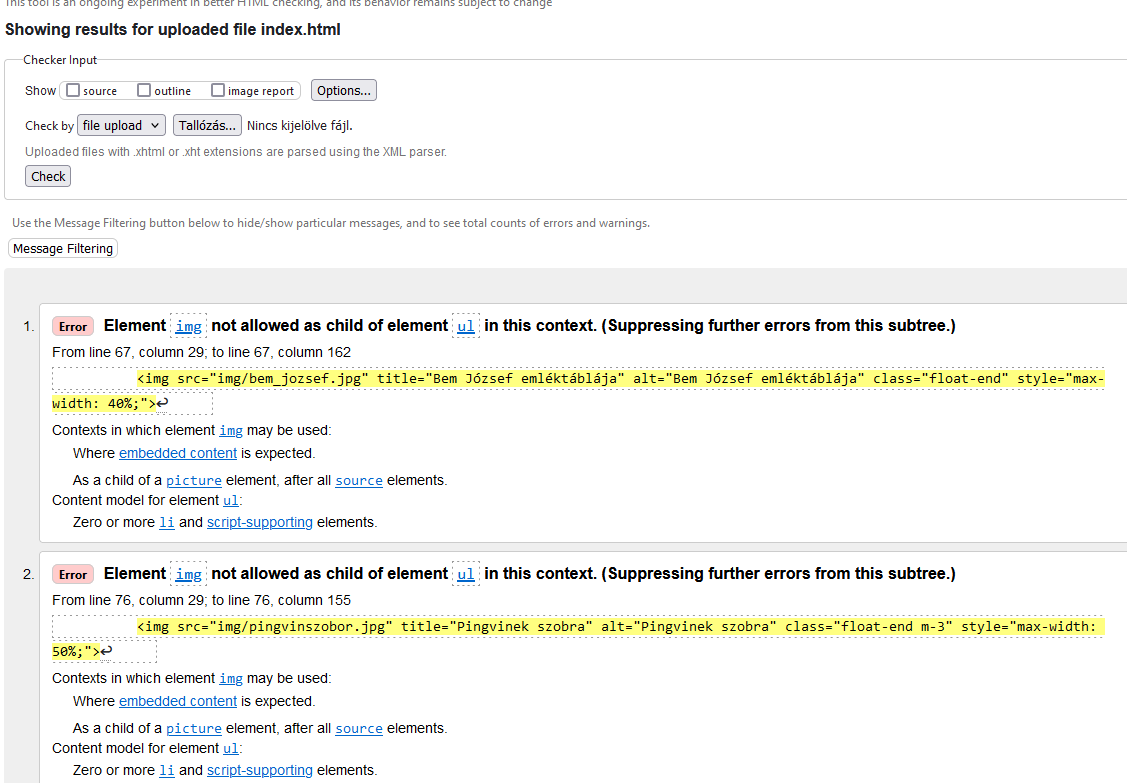 This tool is an ongoing experiment in better HTML checking, and its behavior remains subject to change
Showing results for uploaded file index.html
Checker Input
Show source outline image report Options...
Check by file upload Tallózás... Nincs kijelölve fájl.
Uploaded files with .xhtml or .xht extensions are parsed using the XML parser.
Check
Use the Message Filtering button below to hide/show particular messages, and to see total counts of errors and warnings.
Message Filtering
1. Error Element img not allowed as child of element ul in this context. (Suppressing further errors from this subtree.)
From line 67, column 29; to line 67, column 162
<img src="img/bem_jozsef.jpg" title="Bem József emléktáblája" alt="Bem József emléktáblája" class="float-end" style="max-
width: 40%;">↩
Contexts in which element img may be used:
Where embedded content is expected.
As a child of a picture element, after all source elements.
Content model for element ul:
Zero or more li and script-supporting elements.
2. Error Element img not allowed as child of element ul in this context. (Suppressing further errors from this subtree.)
From line 76, column 29; to line 76, column 155
<img src="img/pingvinszobor.jpg" title="Pingvinek szobra" alt="Pingvinek szobra" class="float-end m-3" style="max-width:
50%;">↩
Contexts in which element img may be used:
Where embedded content is expected.
As a child of a picture element, after all source elements.
Content model for element ul:
Zero or more li and script-supporting elements.